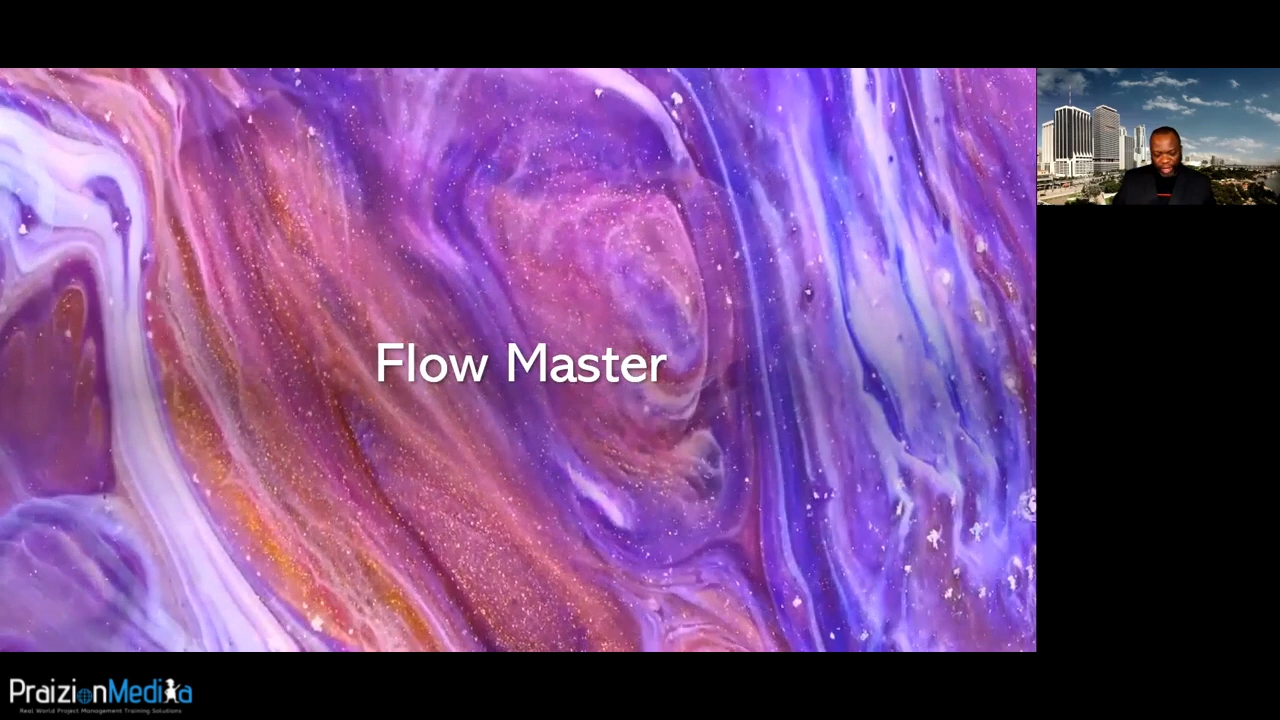 Flow Master
PraizionMedia
Real World Project Management Training Solutions